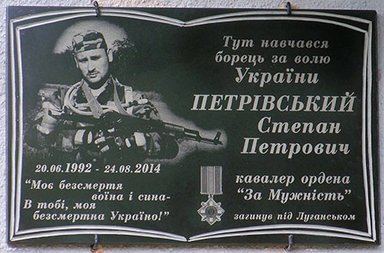 Тут навчався
борець за волю
України
ПЕТРІВСЬКИЙ
Степан
Петрович
кавалер ордена
"За Мужність"
загинув під Луганськом
20.06.1992 - 24.08.2014
"Моє безсмертя
воїна і сина-
В тобі, моя
безсмертна Україно!"